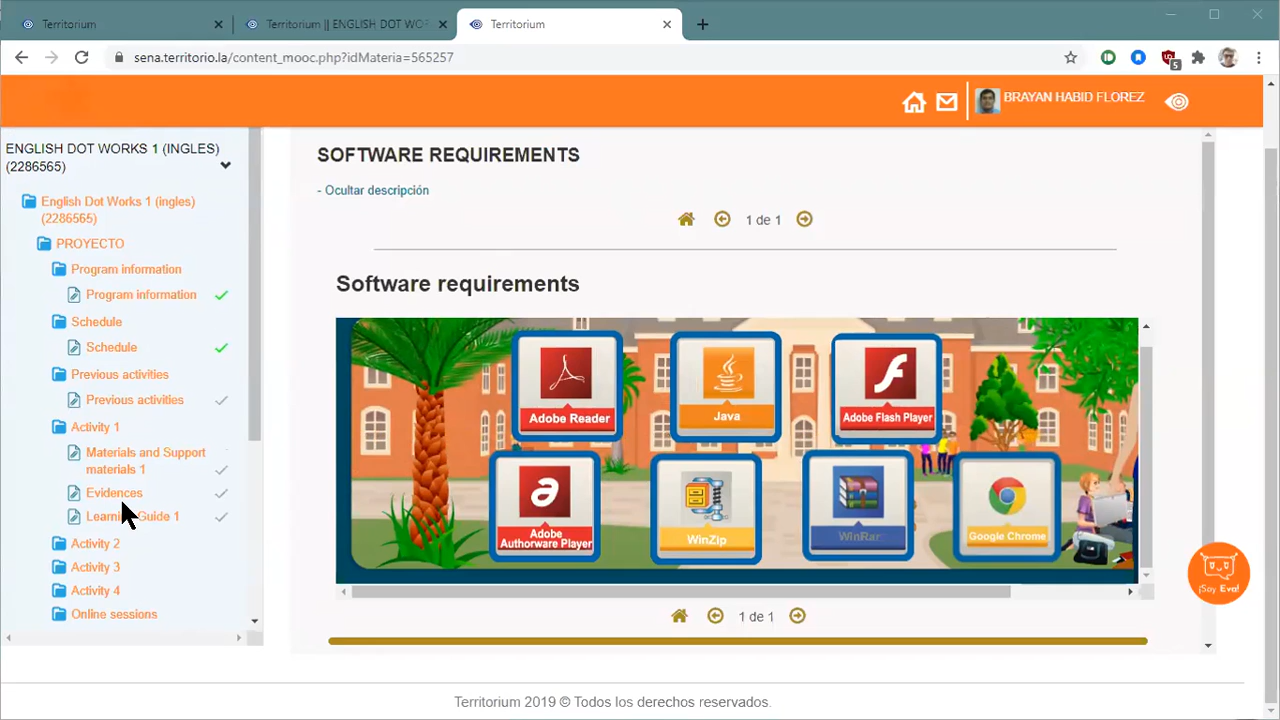 Territorium
Territorium || ENGLISH DOT WOR
Territorium
sena.territorio.la/content_mooc.php?idMateria=565257
5
BRAYAN HABID FLOREZ
ENGLISH DOT WORKS 1 (INGLES)
(2286565)
English Dot Works 1 (ingles)
(2286565)
PROYECTO
Program information
Program information
Schedule
Schedule
Previous activities
Previous activities
Activity 1
Materials and Support
materials 1
Evidences
Learning Guide 1
Activity 2
Activity 3
Activity 4
Online sessions
SOFTWARE REQUIREMENTS
- Ocultar descripción
1 de 1
Software requirements
Adobe Reader
Java
Adobe Flash Player
Adobe
Authorware Player
WinZip
WinRar
Google Chrome
1 de 1
¡Soy Eva!
Territorium 2019 © Todos los derechos reservados.